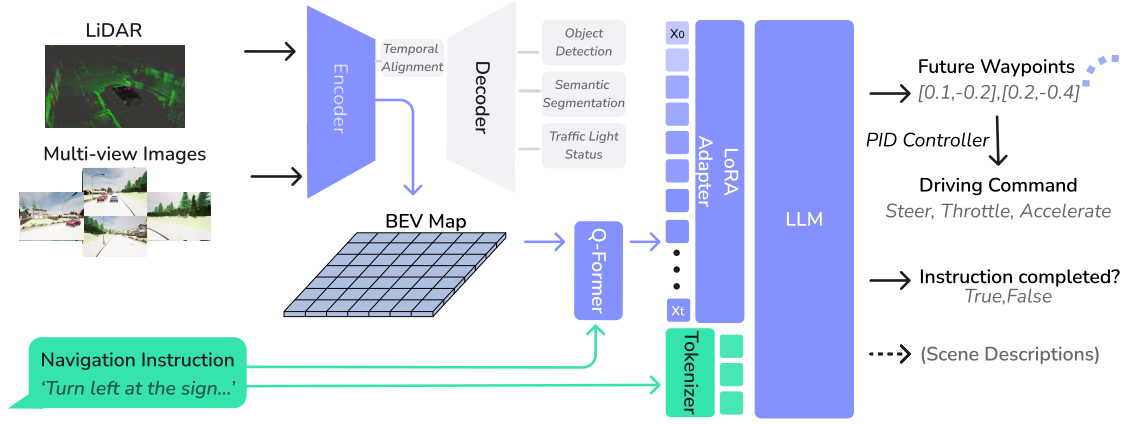 LiDAR
Multi-view Images
Encoder
Temporal
Alignment
Decoder
Object
Detection
Semantic
Segmentation
Traffic Light
Status
BEV Map
Q-Former
Navigation Instruction
‘Turn left at the sign...’
X0
Xt
LoRA
Adapter
Tokenizer
LLM
Future Waypoints
[0.1,-0.2],[0.2,-0.4]
PID Controller
Driving Command
Steer, Throttle, Accelerate
Instruction completed?
True,False
(Scene Descriptions)